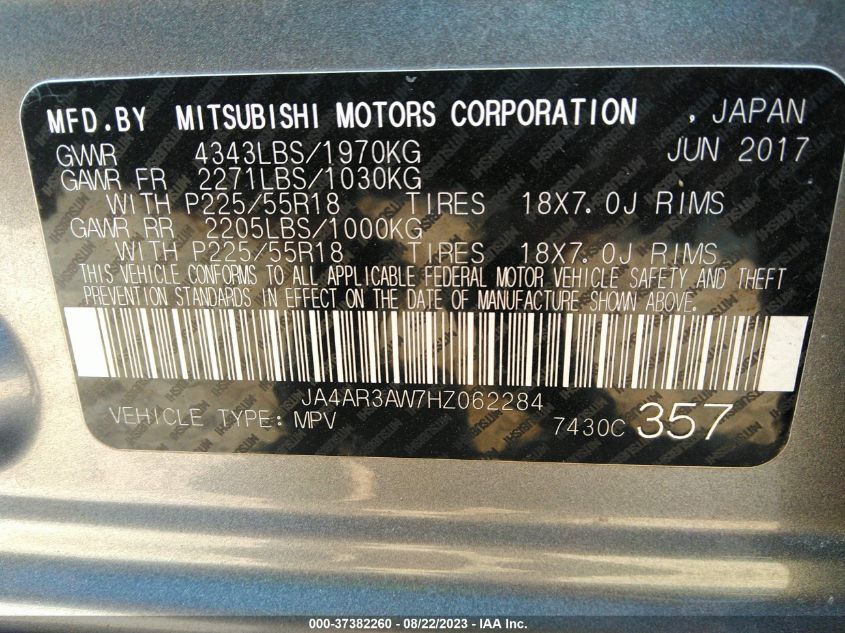 MFD.BY MITSUBISHI MOTORS CORPORATION , JAPAN
GVWR 4343LBS/1970KG JUN 2017
GAWR FR 2271LBS/1030KG
WITH P225/55R18 TIRES 18X7.0J RIMS
GAWR RR 2205LBS/1000KG
WITH P225/55R18 TIRES 18X7.0J RIMS
THIS VEHICLE CONFORMS TO ALL APPLICABLE FEDERAL MOTOR VEHICLE SAFETY AND THEFT
PREVENTION STANDARDS IN EFFECT ON THE DATE OF MANUFACTURE SHOWN ABOVE.
JA4AR3AW7HZ062284
VEHICLE TYPE: MPV 7430C 357
000-37382260 - 08/22/2023 - IAA Inc.